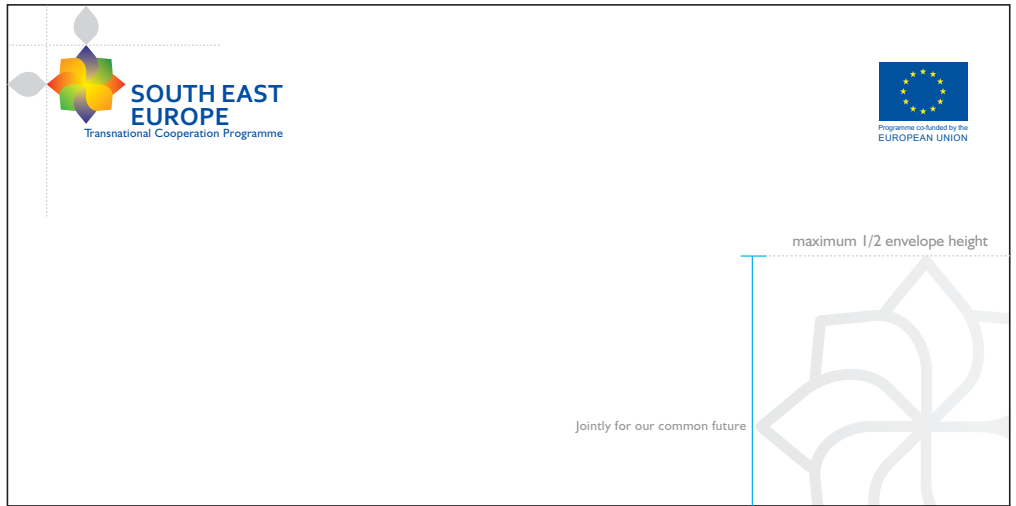 SOUTH EAST
EUROPE
Transnational Cooperation Programme
Programme co-funded by the
EUROPEAN UNION
maximum 1/2 envelope height
Jointly for our common future